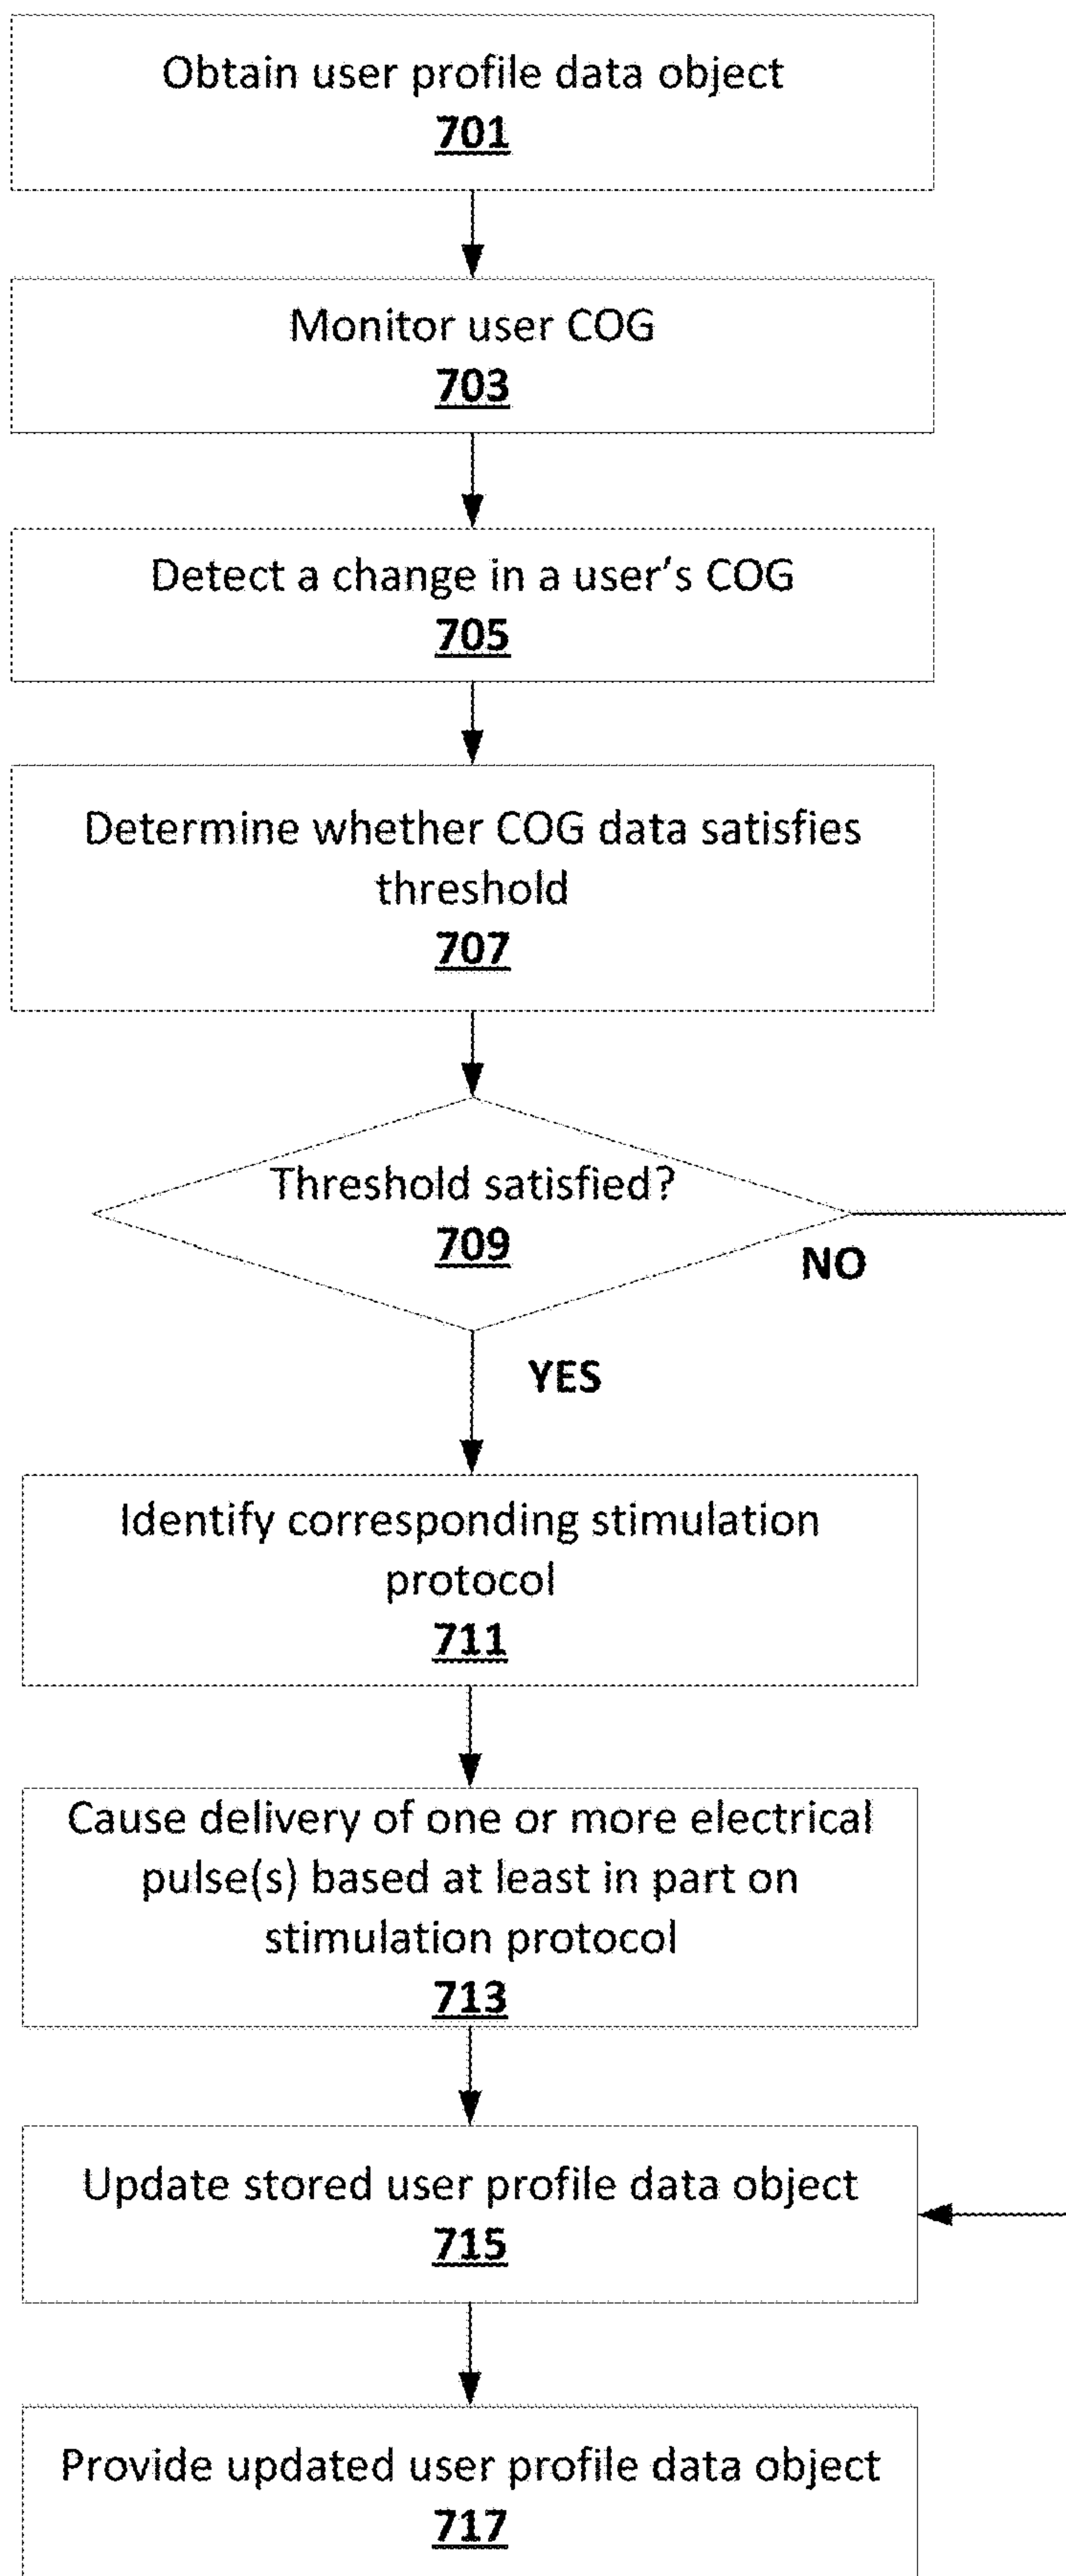 Obtain user profile data object
701
Monitor user COG
703
Detect a change in a user's COG
705
Determine whether COG data satisfies
threshold
707
Threshold satisfied?
709
NO
YES
Identify corresponding stimulation
protocol
711
Cause delivery of one or more electrical
pulse(s) based at least in part on
stimulation protocol
713
Update stored user profile data object
715
Provide updated user profile data object
717